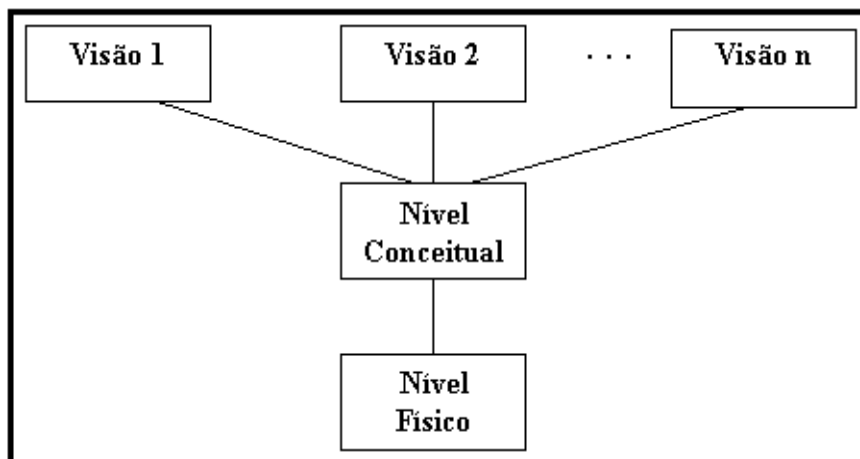 Visão 1
Visão 2
. . .
Visão n
Nível
Conceitual
Nível
Físico